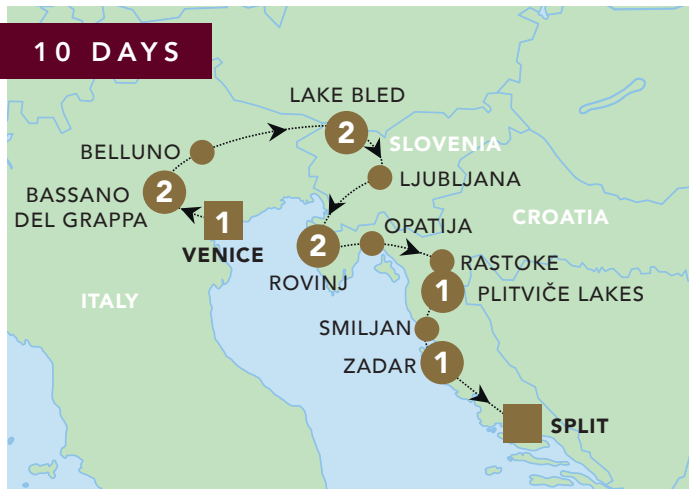 10 DAYS
LAKE BLED
2
SLOVENIA
BELLUNO
LJUBLJANA
2
BASSANO
DEL GRAPPA
1
VENICE
OPATIJA
CROATIA
2
ROVINJ
RASTOKE
1
PLITVIČE LAKES
ITALY
SMILJAN
ZADAR
1
SPLIT